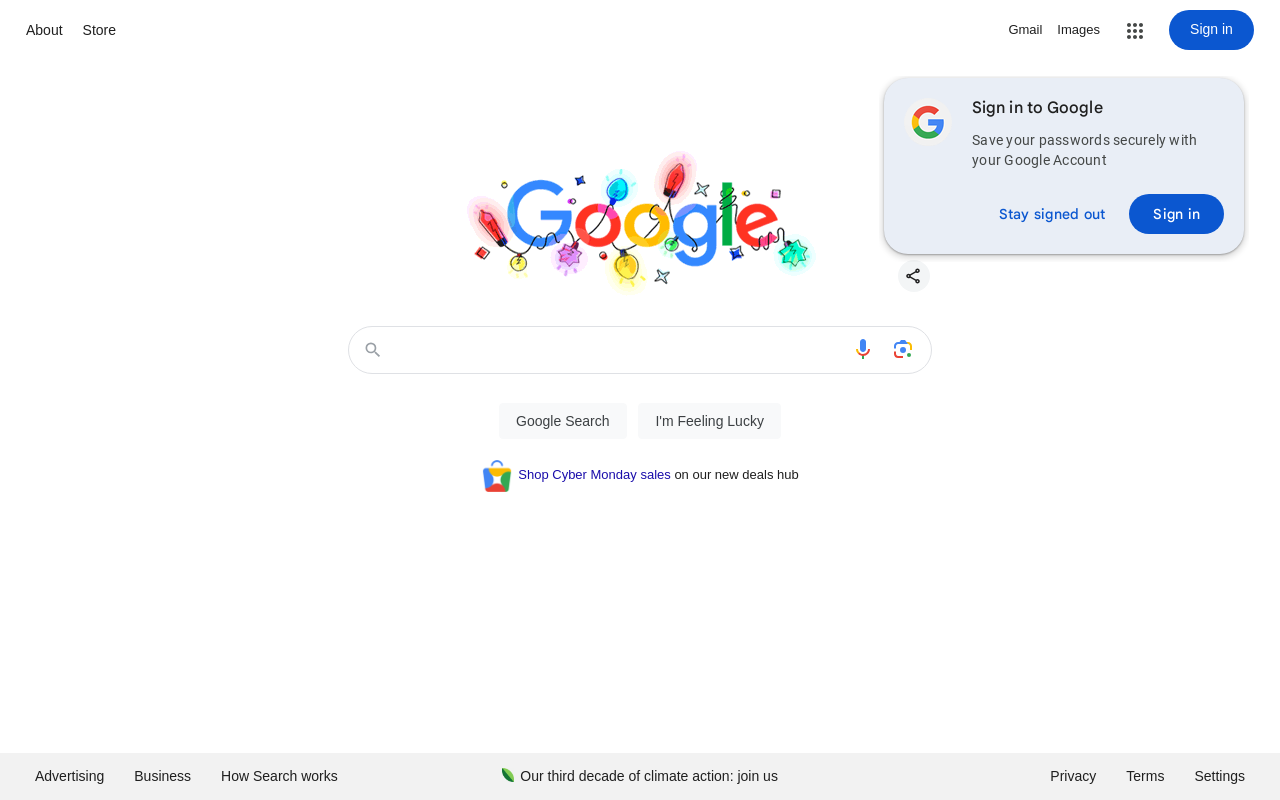 About
Store
Gmail
Images
Sign in
Sign in to Google
Save your passwords securely with
your Google Account
Stay signed out
Sign in
Google
Google Search
I'm Feeling Lucky
Shop Cyber Monday sales on our new deals hub
Advertising
Business
How Search works
Our third decade of climate action: join us
Privacy
Terms
Settings